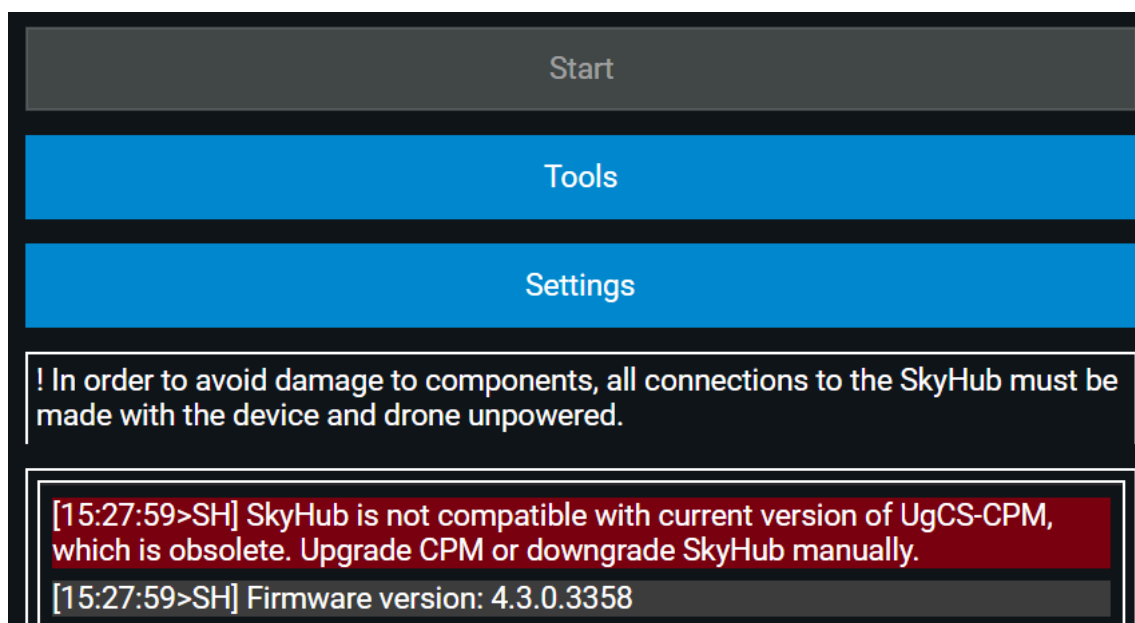 Start
Tools
Settings
! In order to avoid damage to components, all connections to the SkyHub must be
made with the device and drone unpowered.
[15:27:59>SH] SkyHub is not compatible with current version of UgCS-CPM,
which is obsolete. Upgrade CPM or downgrade SkyHub manually.
[15:27:59>SH] Firmware version: 4.3.0.3358